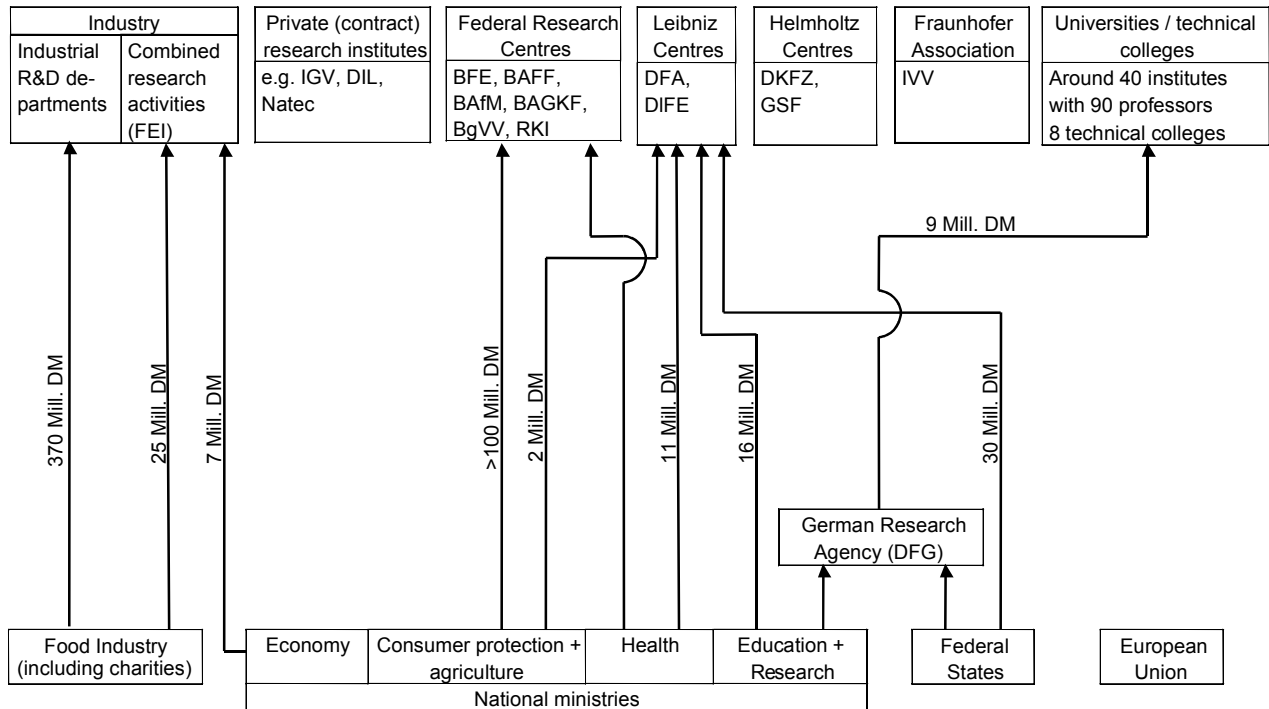 Industry
Industrial
R&D de-
partments
Combined
research
activities
(FEI)
Private (contract)
research institutes
e.g. IGV, DIL,
Natec
Federal Research
Centres
BFE, BAFF,
BAfM, BAGKF,
BgVV, RKI
Leibniz
Centres
DFA,
DIFE
Helmholtz
Centres
DKFZ,
GSF
Fraunhofer
Association
IVV
Universities / technical
colleges
Around 40 institutes
with 90 professors
8 technical colleges
9 Mill. DM
370 Mill. DM
25 Mill. DM
7 Mill. DM
>100 Mill. DM
2 Mill. DM
11 Mill. DM
16 Mill. DM
30 Mill. DM
German Research
Agency (DFG)
Food Industry
(including charities)
Economy
Consumer protection +
agriculture
Health
Education +
Research
National ministries
Federal
States
European
Union